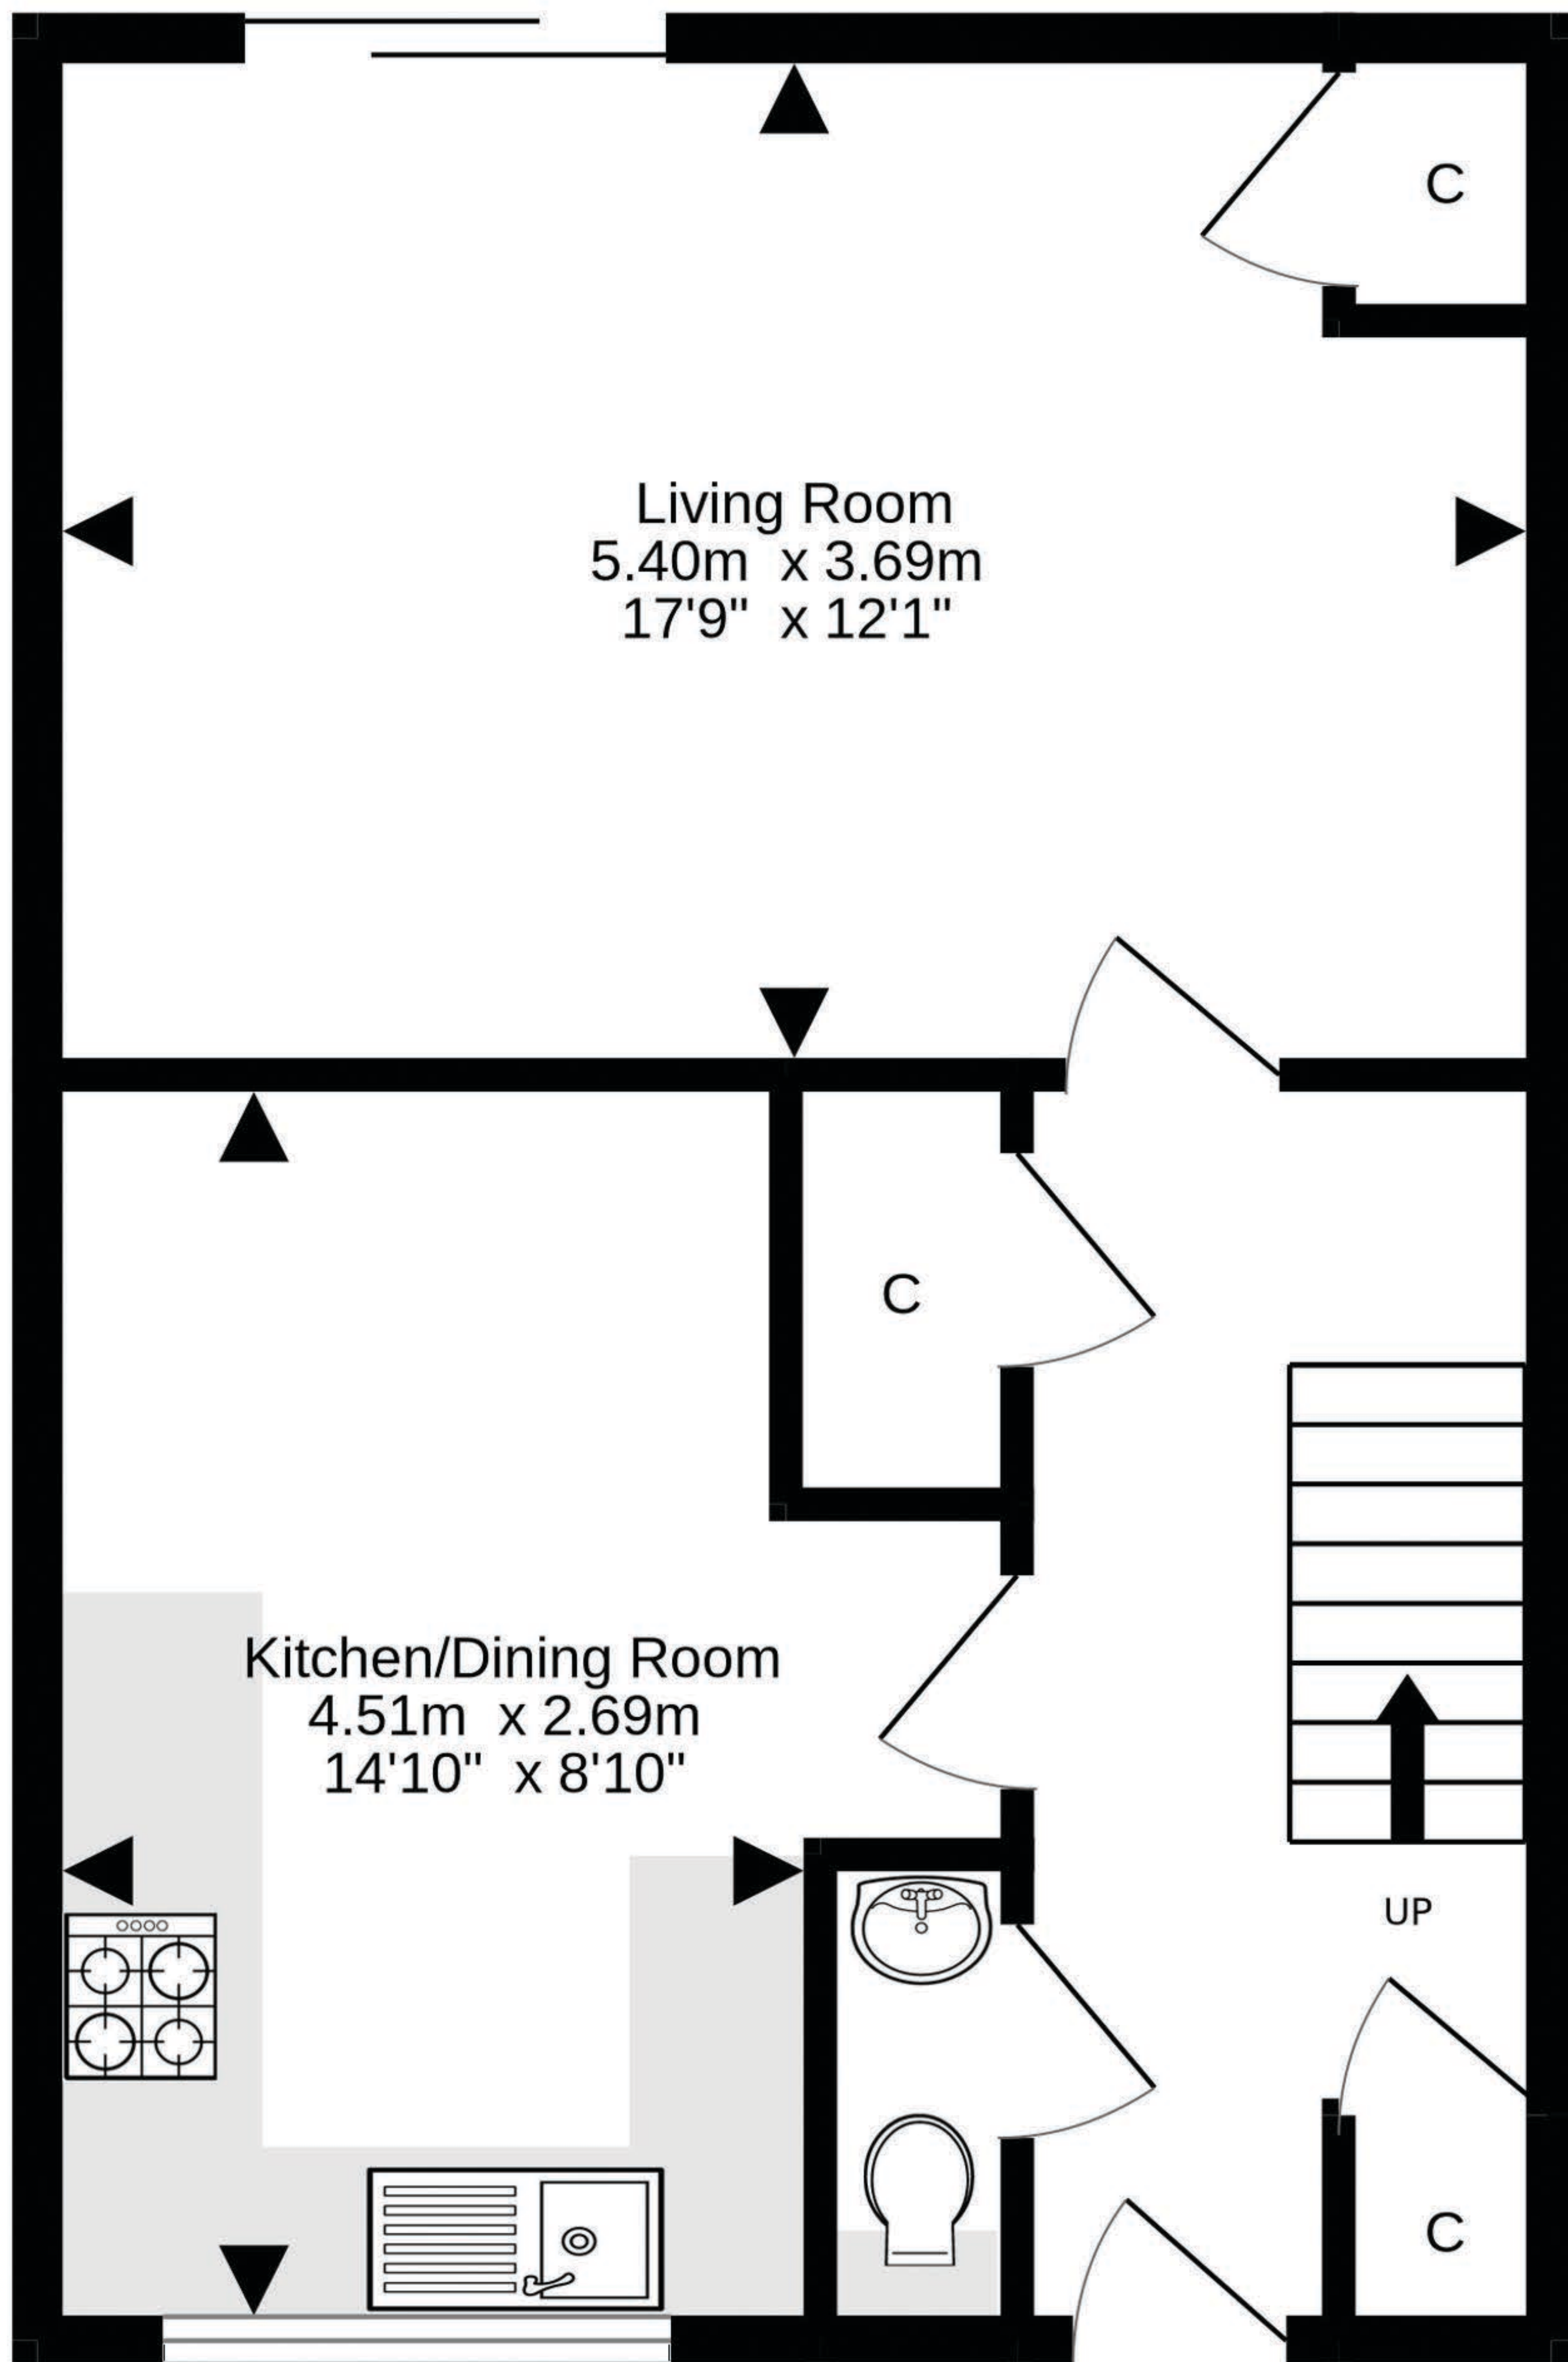 C
Living Room
5.40m x 3.69m
17'9" x 12'1"
C
Kitchen/Dining Room
4.51m x 2.69m
14'10" x 8'10"
UP
C